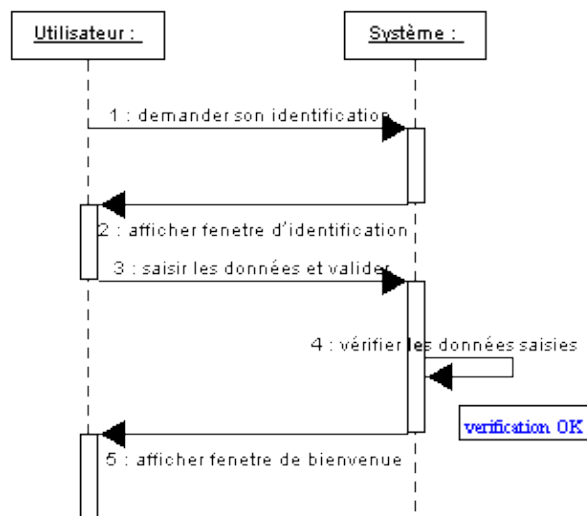 Utilisateur :
Système :
1 : demander son identification
2 : afficher fenetre d'identification
3 : saisir les données et valider
4 : vérifier les données saisies
verification OK
5 : afficher fenetre de bienvenue